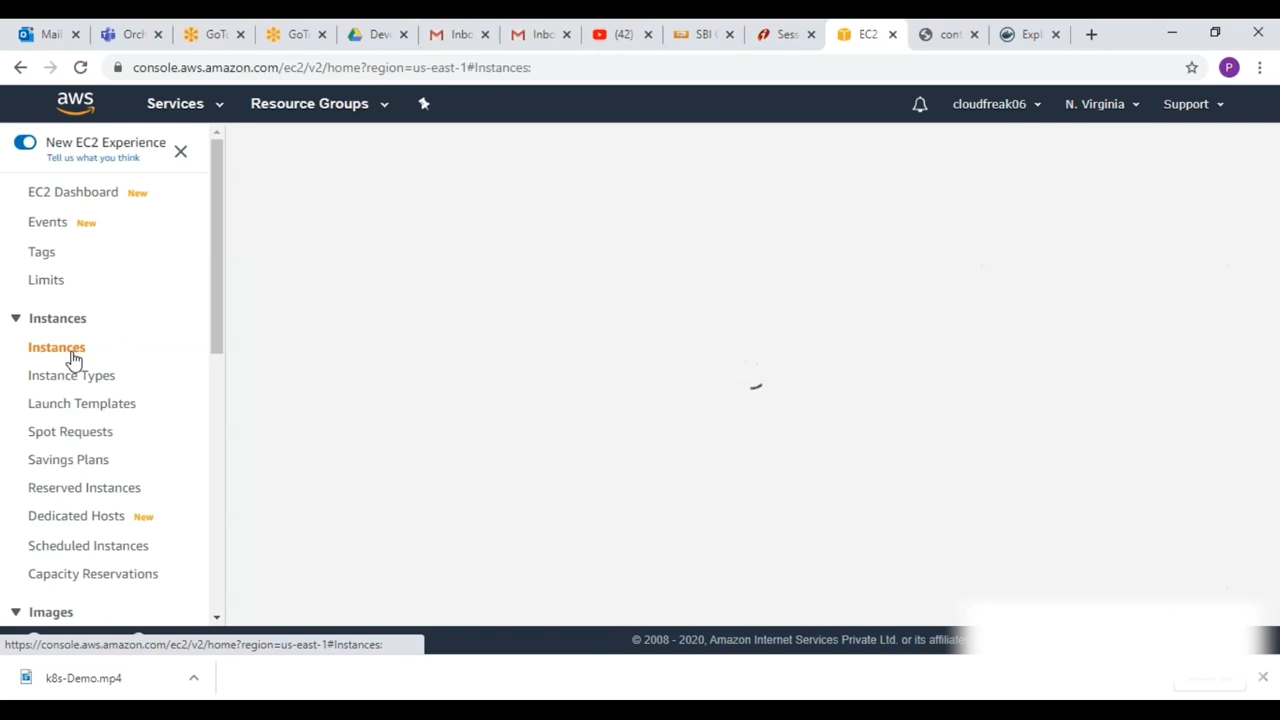 Mail
Orch
GoTo
GoTo
Dev
Inbo
Inbo
(42)
SBI C
Sess
EC2
cont
Expl
console.aws.amazon.com/ec2/v2/home?region=us-east-1#Instances:
P
aws
Services
Resource Groups
cloudfreak06
N. Virginia
Support
New EC2 Experience
Tell us what you think
EC2 Dashboard New
Events New
Tags
Limits
Instances
Instances
Instance Types
Launch Templates
Spot Requests
Savings Plans
Reserved Instances
Dedicated Hosts New
Scheduled Instances
Capacity Reservations
Images
https://console.aws.amazon.com/ec2/v2/home?region=us-east-1#Instances:
© 2008 - 2020, Amazon Internet Services Private Ltd. or its affiliate
k8s-Demo.mp4